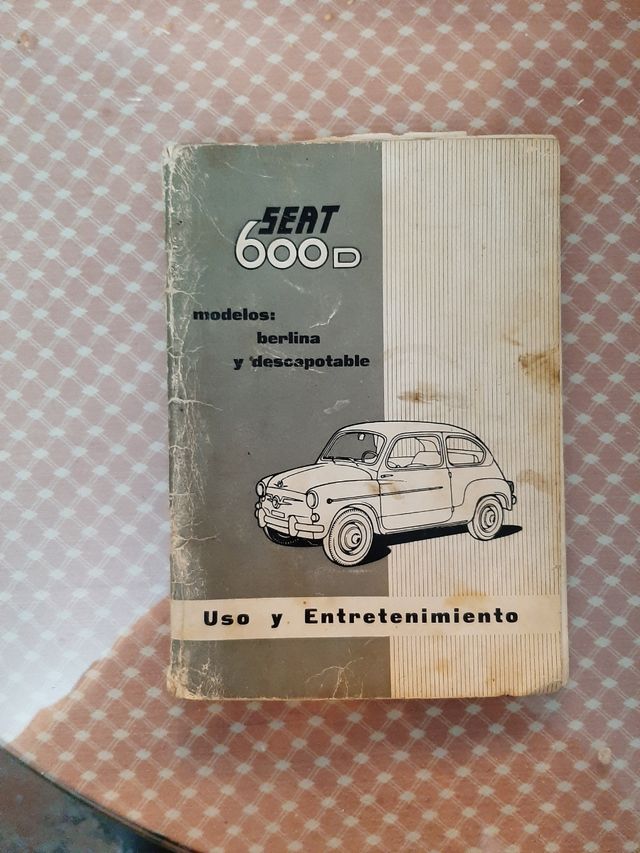 SEAT
600D
modelos:
berlina
y descapotable
Uso y Entretenimiento